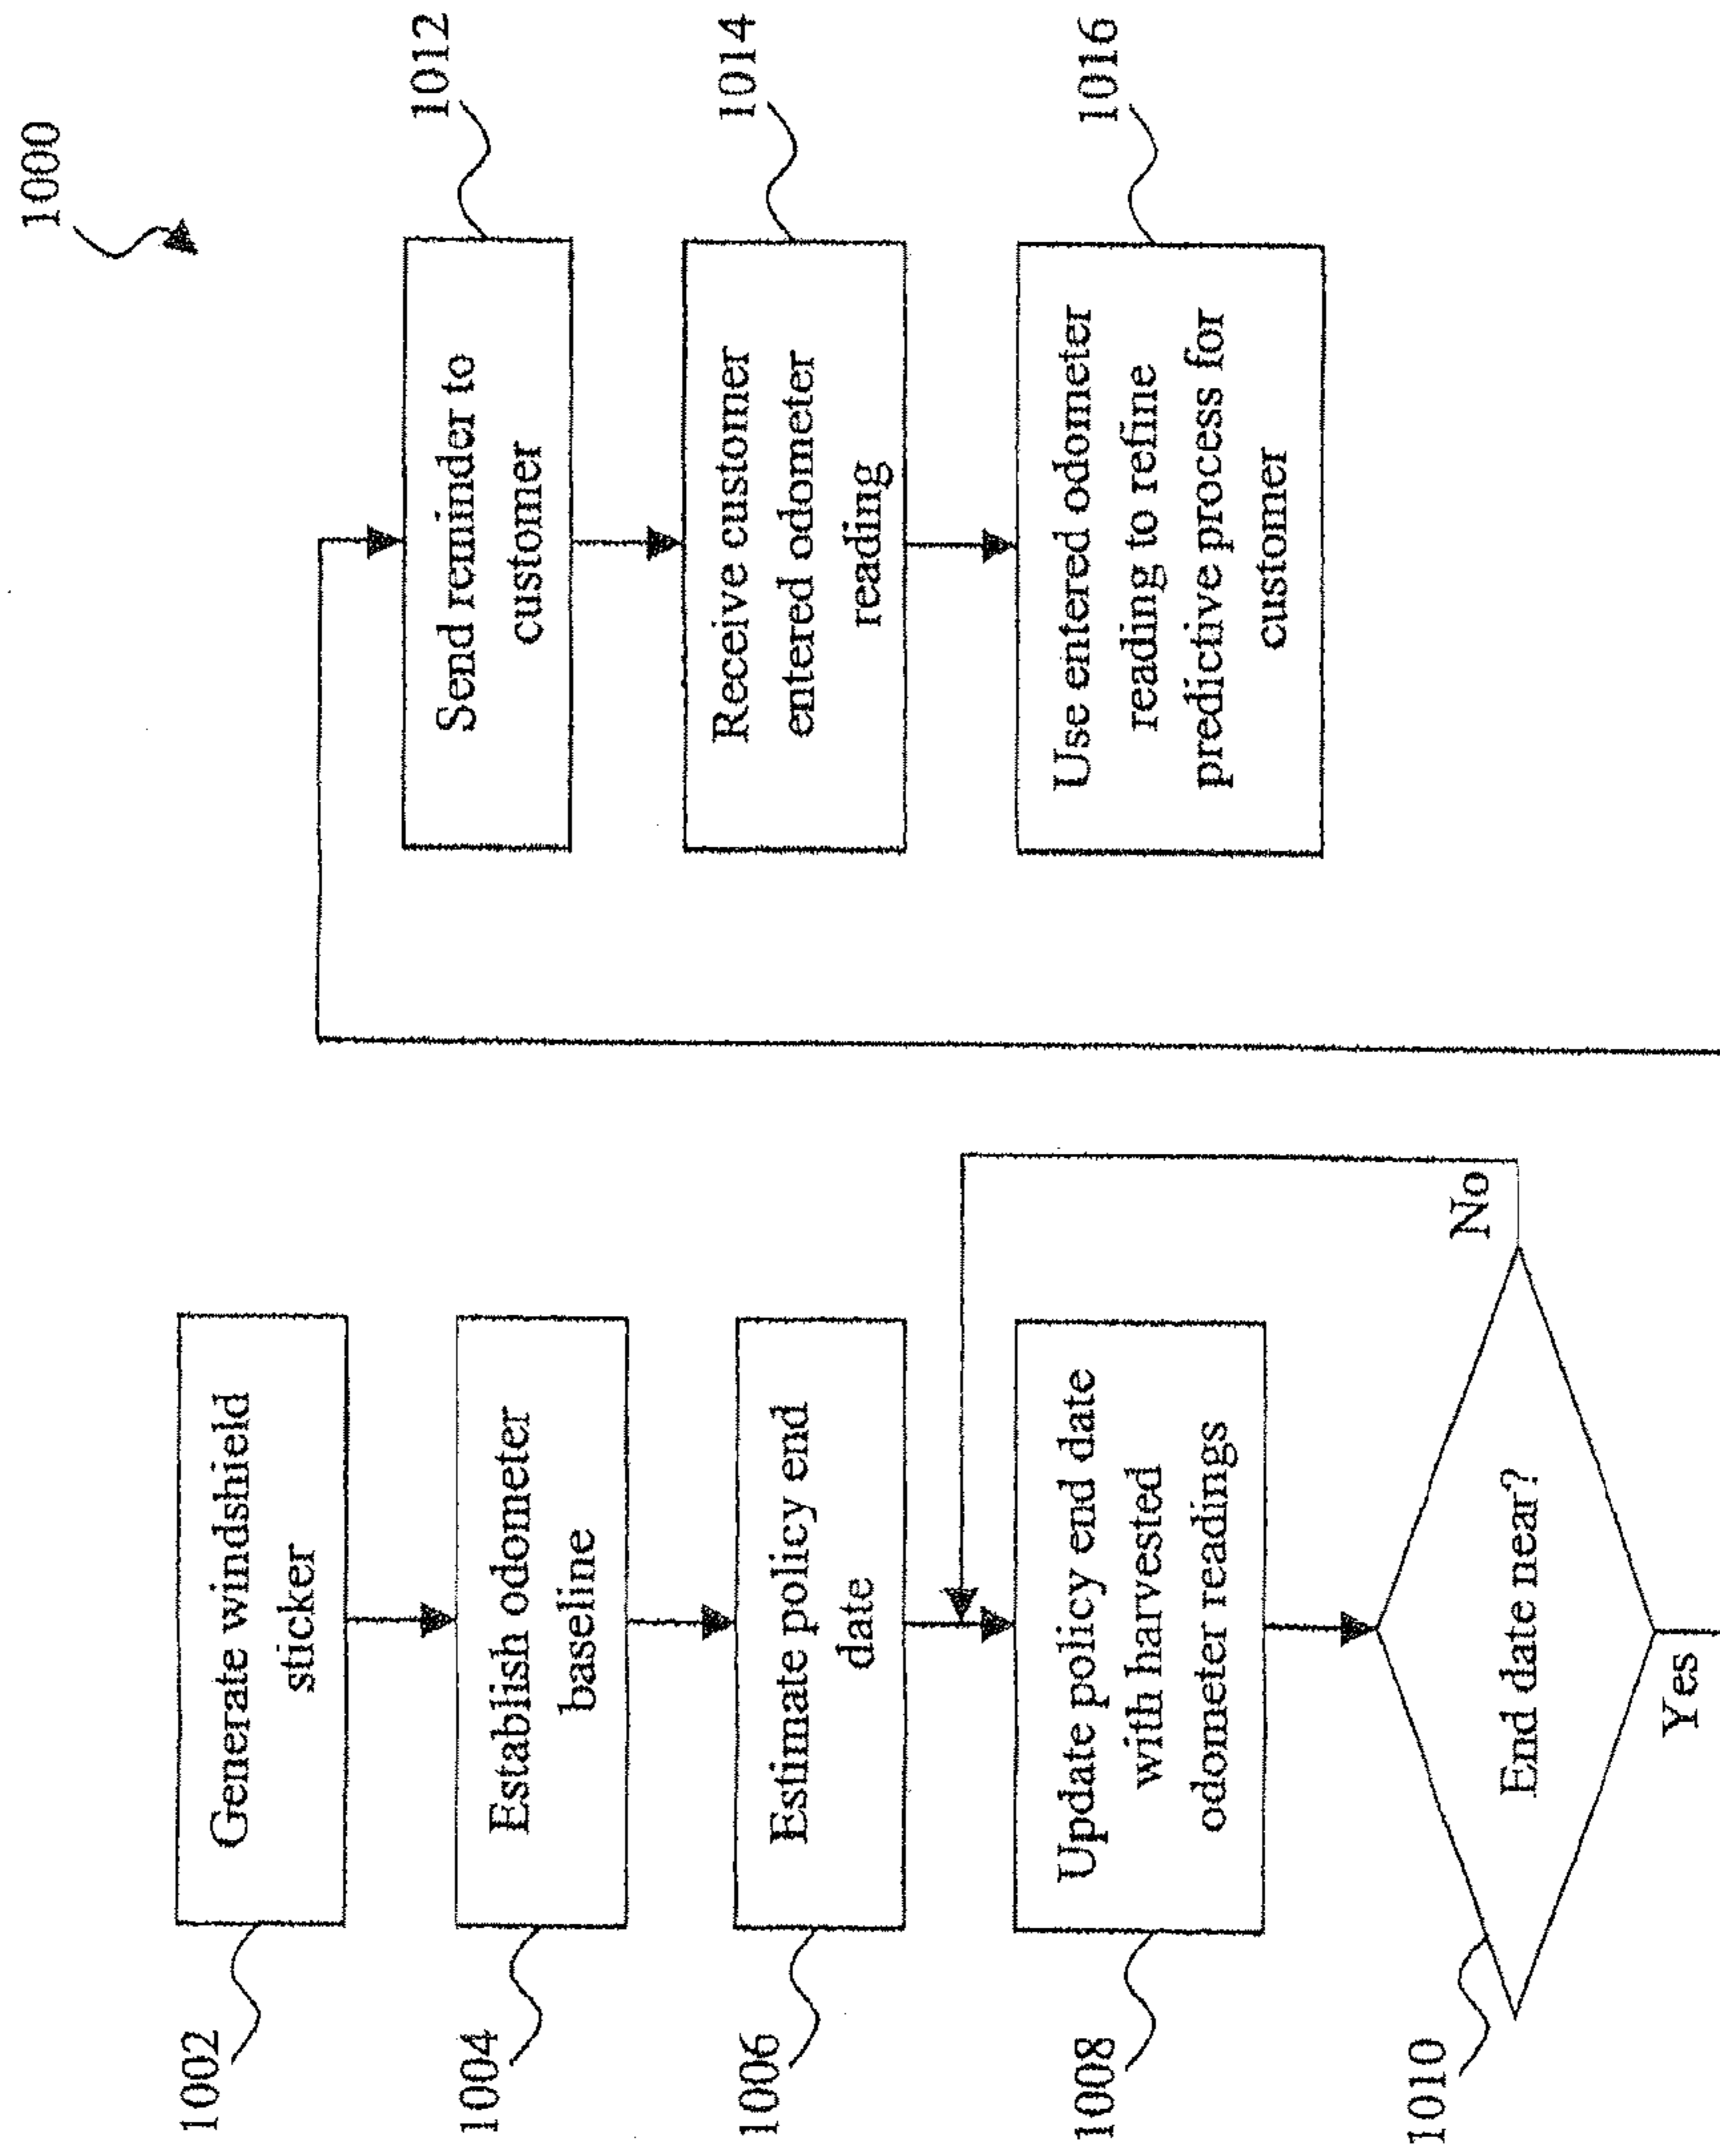 1000
1002
Generate windshield
sticker
1004
Establish odometer
baseline
1006
Estimate policy end
date
1008
Update policy end date
with harvested
odometer readings
1010
End date near?
No
Yes
1012
Send reminder to
customer
1014
Receive customer
entered odometer
reading
1016
Use entered odometer
reading to refine
predictive process for
customer